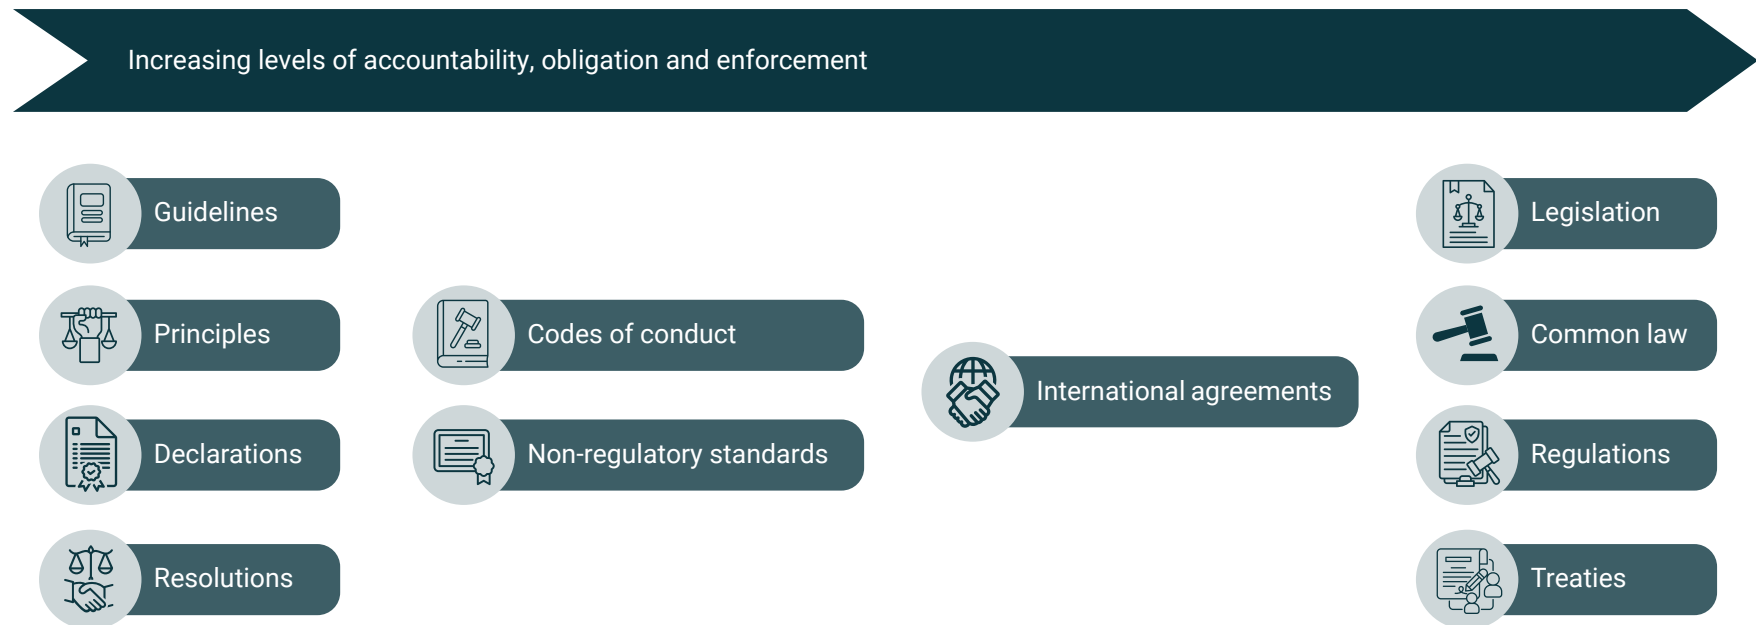 Increasing levels of accountability, obligation and enforcement
Guidelines
Principles
Declarations
Resolutions
Codes of conduct
Non-regulatory standards
International agreements
Legislation
Common law
Regulations
Treaties